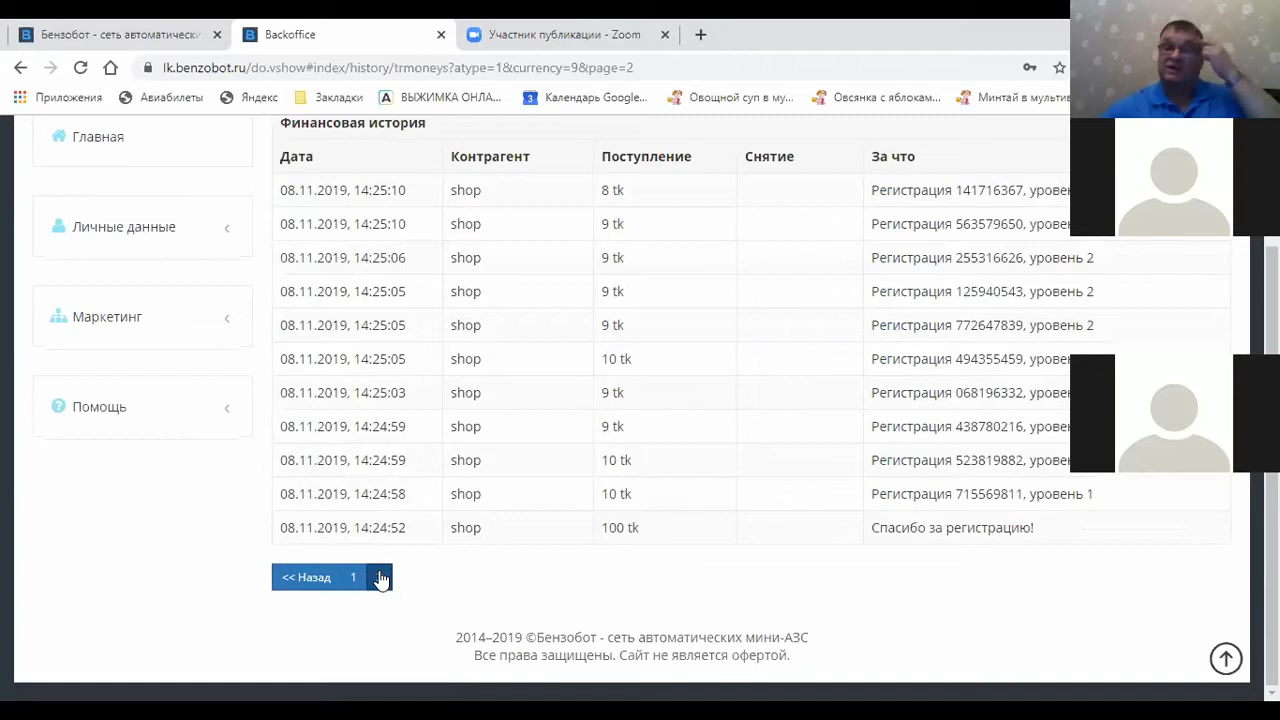 Бензобот - сеть автоматически
Backoffice
Участник публикации - Zoom
lk.benzobot.ru/do.vshow#index/history/trmoneys?atype=1&currency=9&page=2
Приложения
Авиабилеты
Яндекс
Закладки
ВЫЖИМКА ОНЛА...
Календарь Google...
Овощной суп в му...
Овсянка с яблокам...
Минтай в мультив
Главная
Личные данные
Маркетинг
Помощь
Финансовая история
Дата Контрагент Поступление Снятие За что
08.11.2019, 14:25:10 shop 8 tk Регистрация 141716367, уровень
08.11.2019, 14:25:10 shop 9 tk Регистрация 563579650, уровень
08.11.2019, 14:25:06 shop 9 tk Регистрация 255316626, уровень 2
08.11.2019, 14:25:05 shop 9 tk Регистрация 125940543, уровень 2
08.11.2019, 14:25:05 shop 9 tk Регистрация 772647839, уровень 2
08.11.2019, 14:25:05 shop 10 tk Регистрация 494355459, уровень
08.11.2019, 14:25:03 shop 9 tk Регистрация 068196332, уровень
08.11.2019, 14:24:59 shop 9 tk Регистрация 438780216, уровень
08.11.2019, 14:24:59 shop 10 tk Регистрация 523819882, уровень
08.11.2019, 14:24:58 shop 10 tk Регистрация 715569811, уровень 1
08.11.2019, 14:24:52 shop 100 tk Спасибо за регистрацию!
<< Назад 1
2014–2019 ©Бензобот - сеть автоматических мини-АЗС
Все права защищены. Сайт не является офертой.